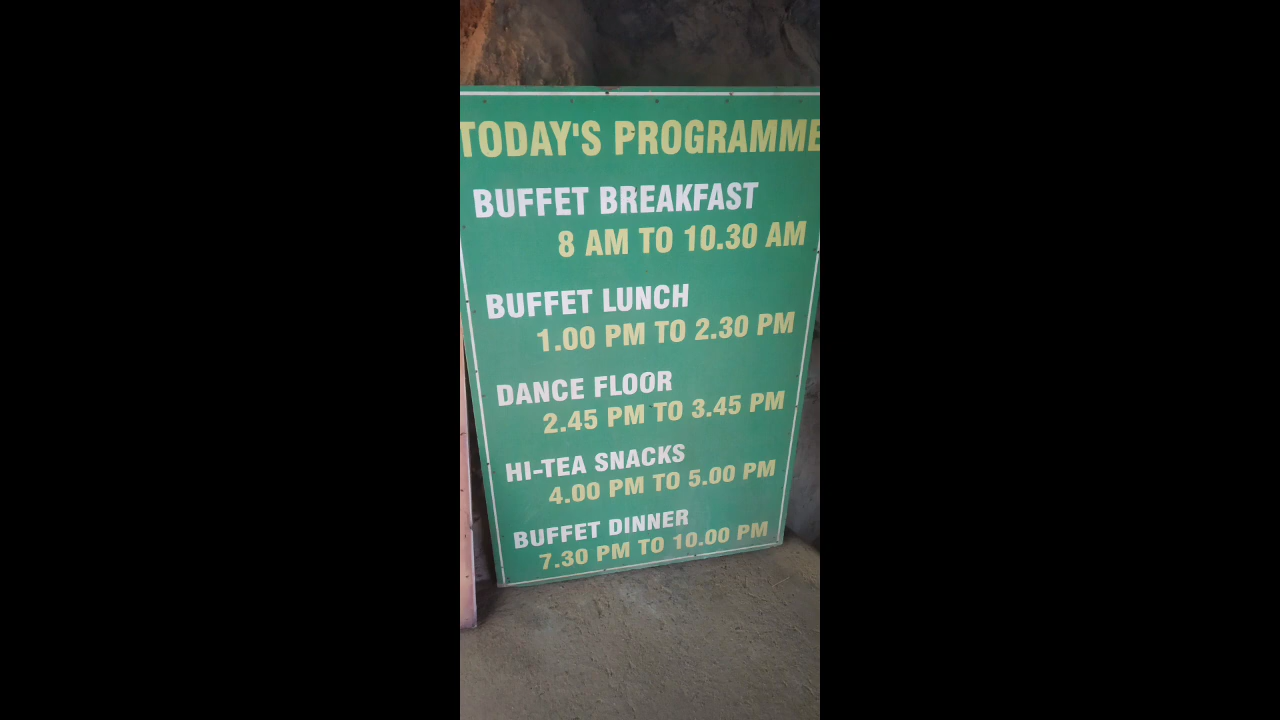 TODAY'S PROGRAMME
BUFFET BREAKFAST
8 AM TO 10.30 AM
BUFFET LUNCH
1.00 PM TO 2.30 PM
DANCE FLOOR
2.45 PM TO 3.45 PM
HI-TEA SNACKS
4.00 PM TO 5.00 PM
BUFFET DINNER
7.30 PM TO 10.00 PM